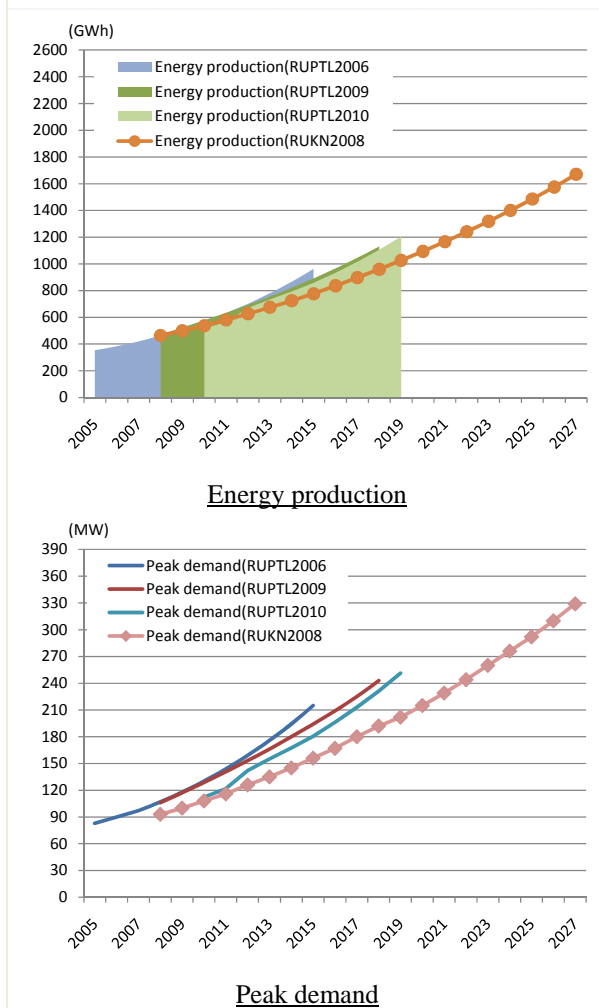 (GWh)
2600
2400
2200
2000
1800
1600
1400
1200
1000
800
600
400
200
0
Energy production(RUPTL2006
Energy production(RUPTL2009
Energy production(RUPTL2010
Energy production(RUKN2008
2005 2007 2009 2011 2013 2015 2017 2019 2021 2023 2025 2027
Energy production
(MW)
390
360
330
300
270
240
210
180
150
120
90
60
30
0
Peak demand(RUPTL2006
Peak demand(RUPTL2009
Peak demand(RUPTL2010
Peak demand(RUKN2008
2005 2007 2009 2011 2013 2015 2017 2019 2021 2023 2025 2027
Peak demand